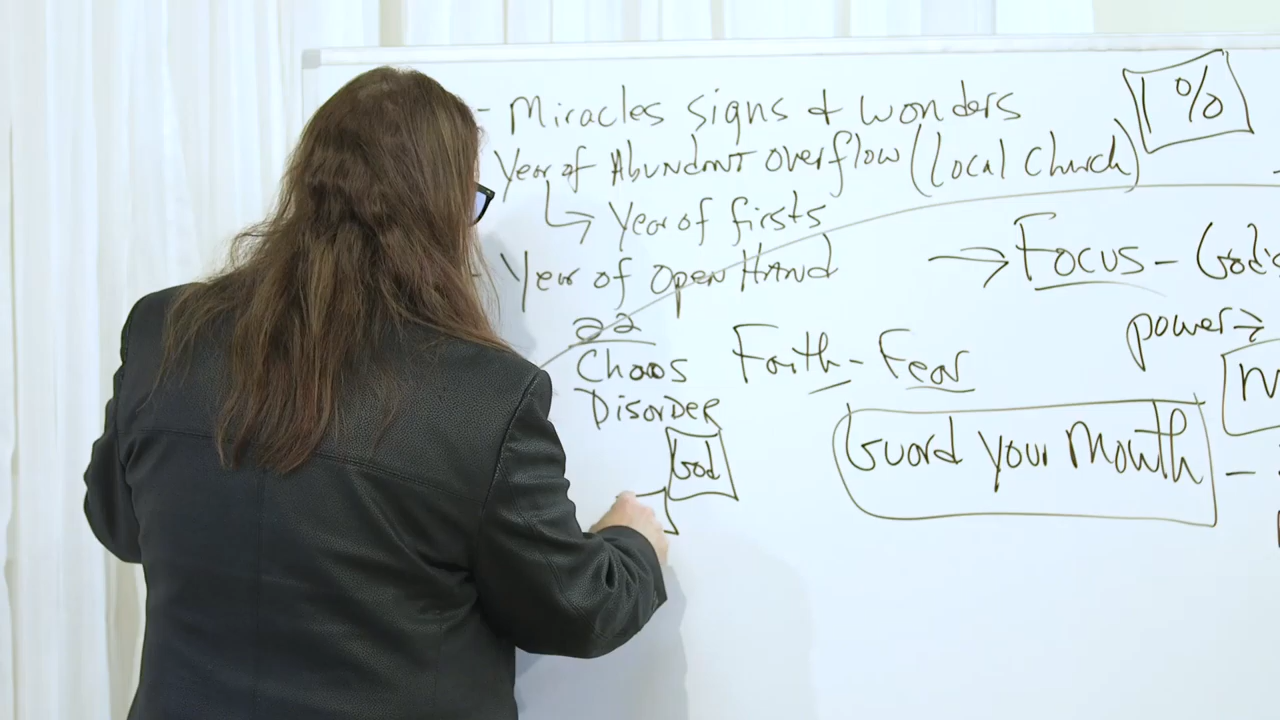 - Miracles signs & wonders
1%
Year of Abundant overflow (local church)
Year of firsts
→ Focus - God's
Year of Open Hand
22
power →
Chaos Faith - Fear
Disorder
God
Guard your mouth -